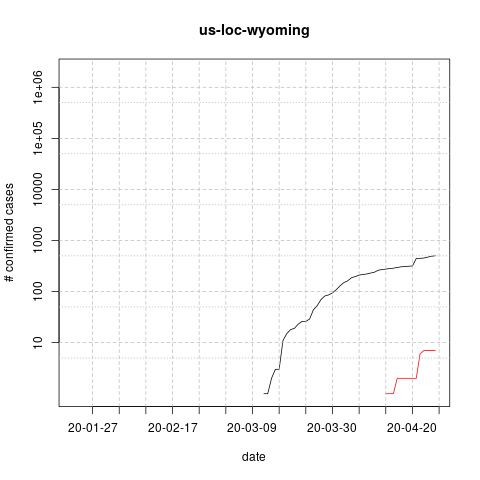 us-loc-wyoming
# confirmed cases
1e+06
1e+05
10000
1000
100
10
20-01-27
20-02-17
20-03-09
20-03-30
20-04-20
date